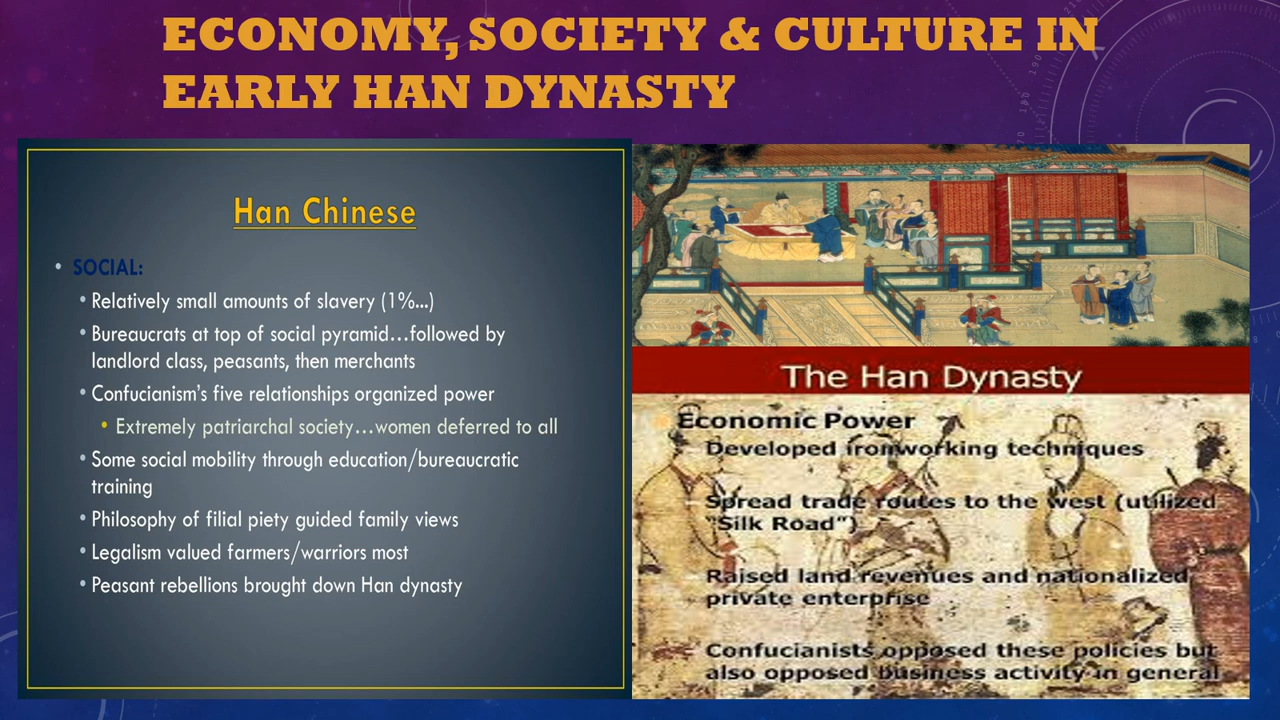 ECONOMY, SOCIETY & CULTURE IN
EARLY HAN DYNASTY
Han Chinese
• SOCIAL:
• Relatively small amounts of slavery (1%...)
• Bureaucrats at top of social pyramid...followed by
landlord class, peasants, then merchants
• Confucianism's five relationships organized power
• Extremely patriarchal society...women deferred to all
• Some social mobility through education/bureaucratic
training
• Philosophy of filial piety guided family views
• Legalism valued farmers/warriors most
• Peasant rebellions brought down Han dynasty
The Han Dynasty
Economic Power
Developed ironworking techniques
Spread trade routes to the west (utilized
"Silk Road")
Raised land revenues and nationalized
private enterprise
Confucianists opposed these policies but
also opposed business activity in general